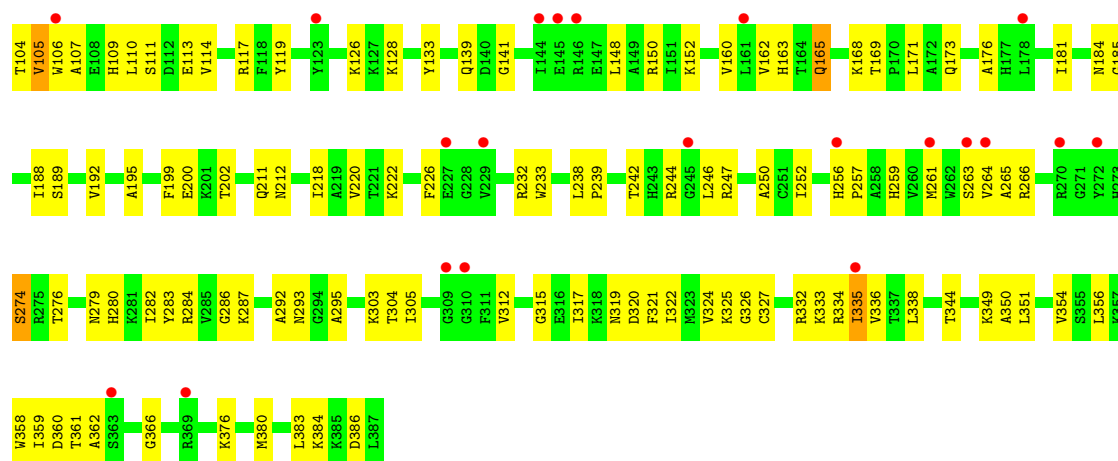 T104 V105 W106 A107 E108 H109 L110 S111 D112 E113 V114 R117 F118 Y119 Y123 K126 K127 K128 Y133 Q139 D140 G141 I144 E145 R146 E147 L148 A149 R150 I151 K152 V160 L161 V162 H163 T164 Q165 K168 T169 P170 L171 A172 Q173 A176 H177 L178 I181 N184 G185
I188 S189 V192 A195 F199 E200 K201 T202 Q211 N212 I218 A219 V220 T221 K222 F226 E227 G228 V229 R232 W233 L238 P239 T242 H243 R244 G245 L246 R247 A250 C251 I252 H256 P257 A258 H259 V260 M261 W262 S263 V264 A265 R266 R270 G271 Y272 H273
S274 R275 T276 N279 H280 K281 I282 Y283 R284 V285 G286 K287 A292 N293 G294 A295 K303 T304 I305 G309 G310 F311 V312 G315 E316 I317 K318 N319 D320 F321 I322 M323 V324 K325 G326 C327 R332 K333 R334 I335 V336 T337 L338 T344 K349 A350 L351 V354 S355 L356 K357
W358 I359 D360 T361 A362 S363 G366 R369 K376 M380 L383 K384 K385 D386 L387